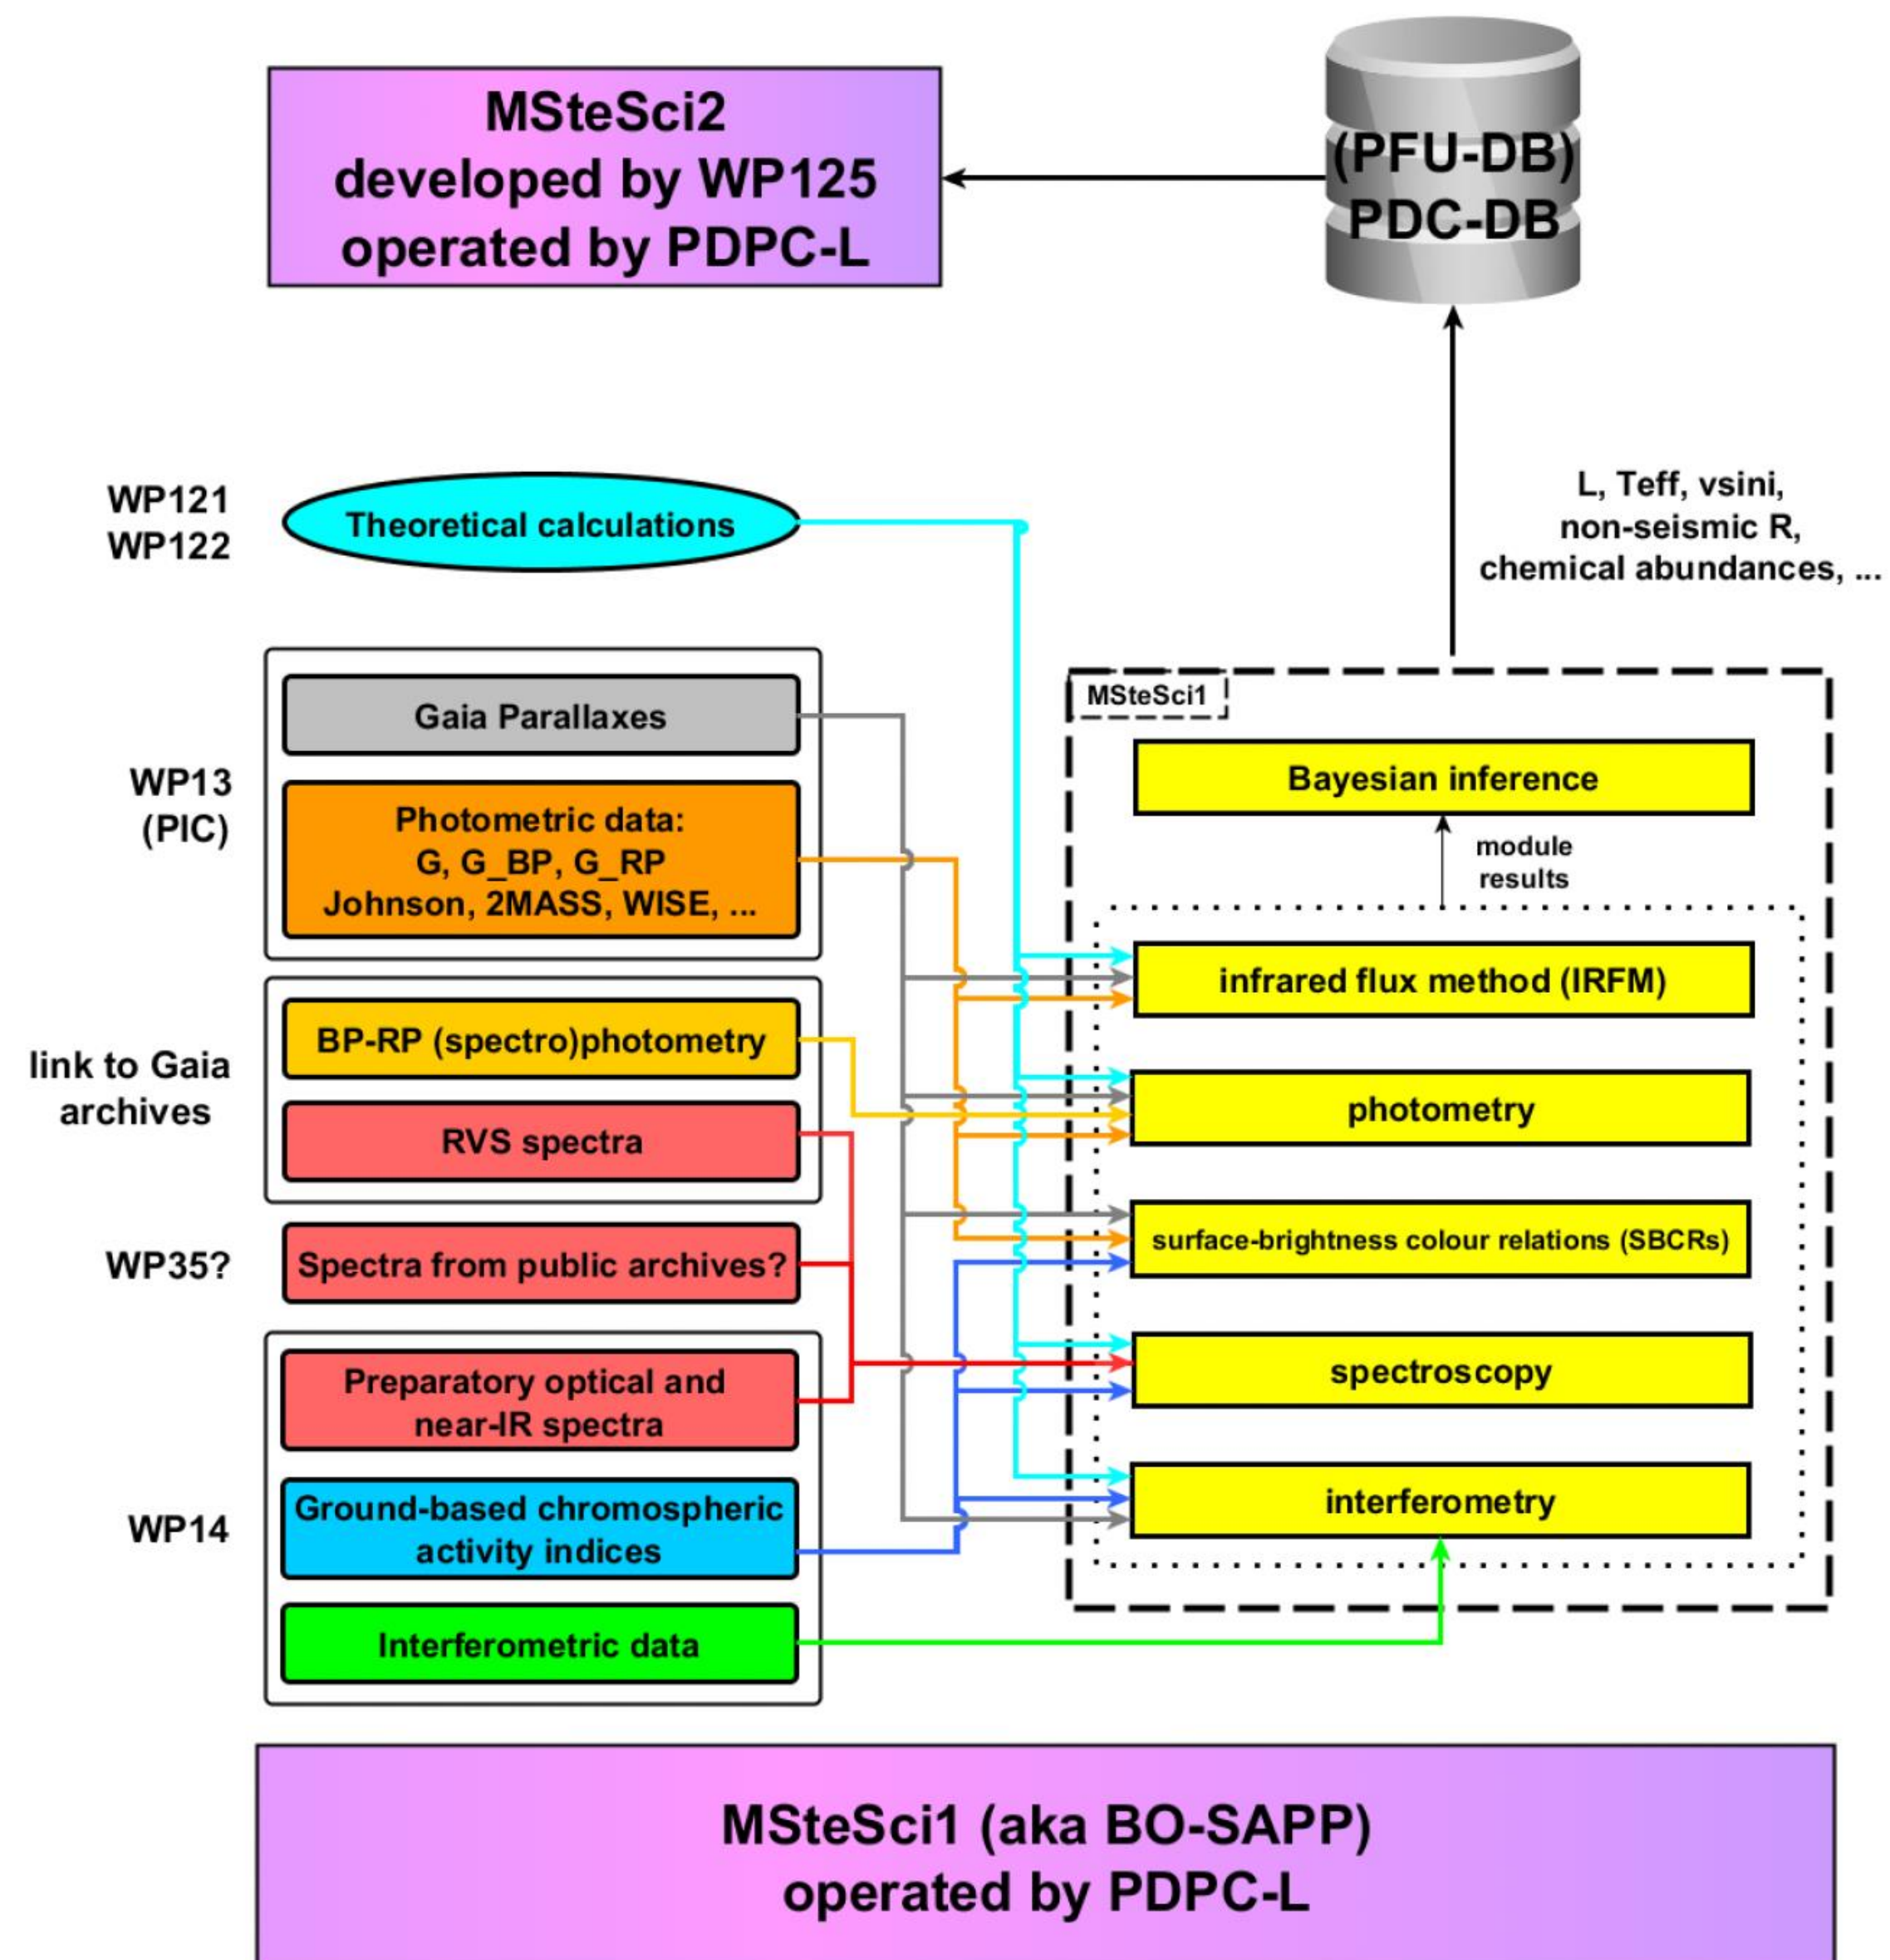 MSteSci2
developed by WP125
operated by PDPC-L
(PFU-DB)
PDC-DB
WP121
WP122
Theoretical calculations
L, Teff, vsini,
non-seismic R,
chemical abundances, ...
WP13
(PIC)
Gaia Parallaxes
Photometric data:
G, G_BP, G_RP
Johnson, 2MASS, WISE, ...
link to Gaia
archives
BP-RP (spectro)photometry
RVS spectra
WP35?
Spectra from public archives?
WP14
Preparatory optical and
near-IR spectra
Ground-based chromospheric
activity indices
Interferometric data
MSteSci1
Bayesian inference
module
results
infrared flux method (IRFM)
photometry
surface-brightness colour relations (SBCRs)
spectroscopy
interferometry
MSteSci1 (aka BO-SAPP)
operated by PDPC-L